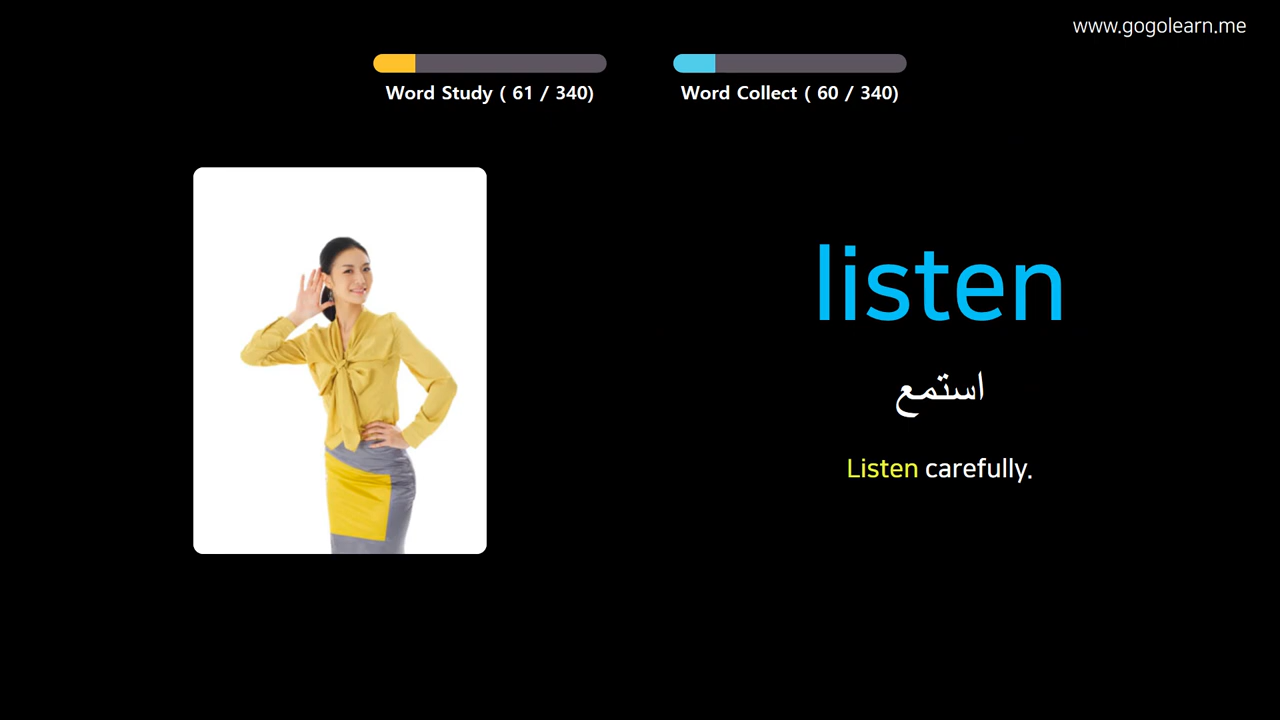 www.gogolearn.me
Word Study ( 61 / 340)
Word Collect ( 60 / 340)
listen
استمع
Listen carefully.